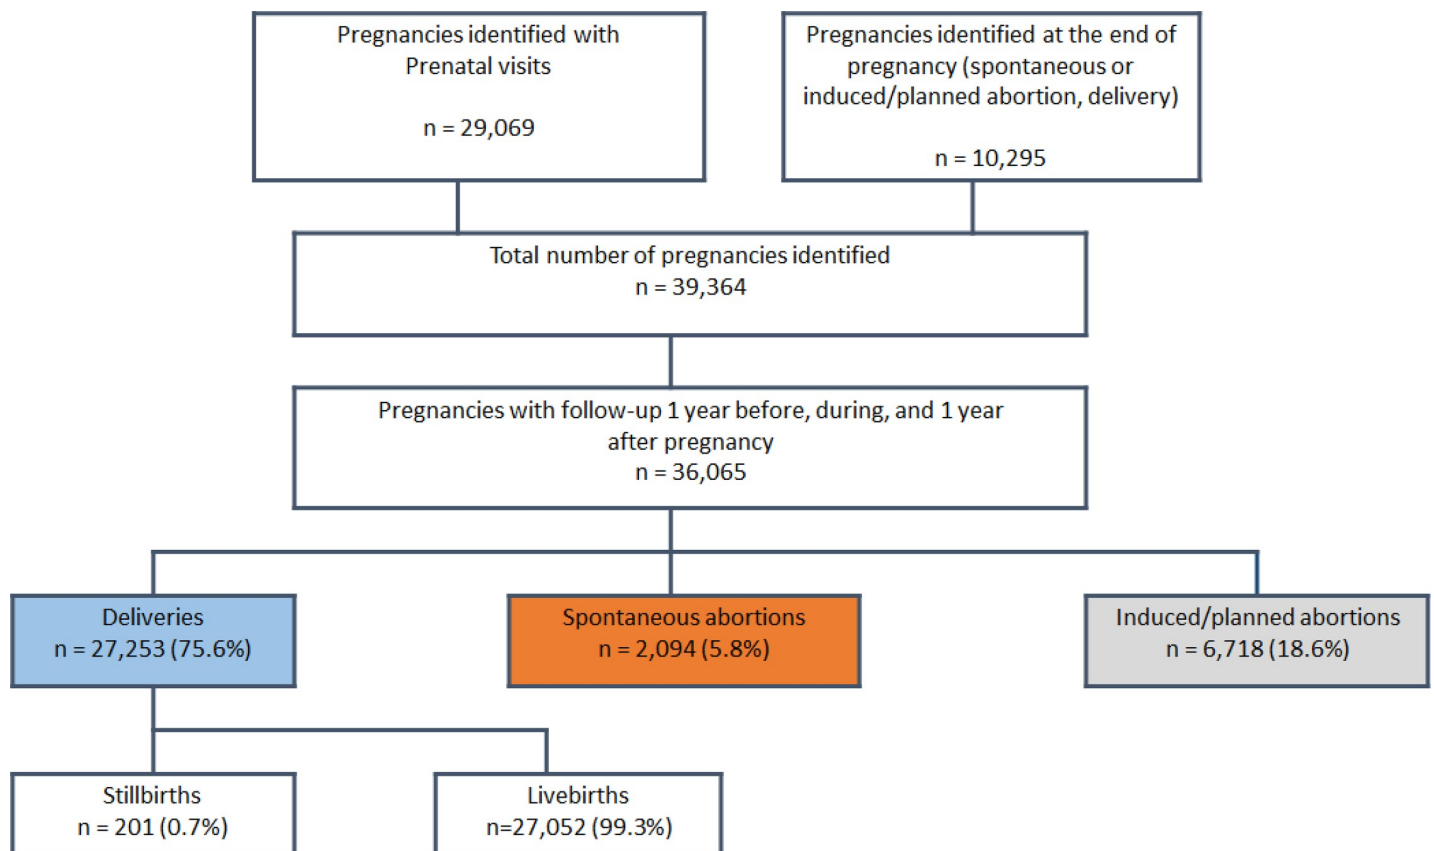 Pregnancies identified with
Prenatal visits
n = 29,069
Pregnancies identified at the end of
pregnancy (spontaneous or
induced/planned abortion, delivery)
n = 10,295
Total number of pregnancies identified
n = 39,364
Pregnancies with follow-up 1 year before, during, and 1 year
after pregnancy
n = 36,065
Deliveries
n = 27,253 (75.6%)
Spontaneous abortions
n = 2,094 (5.8%)
Induced/planned abortions
n = 6,718 (18.6%)
Stillbirths
n = 201 (0.7%)
Livebirths
n=27,052 (99.3%)